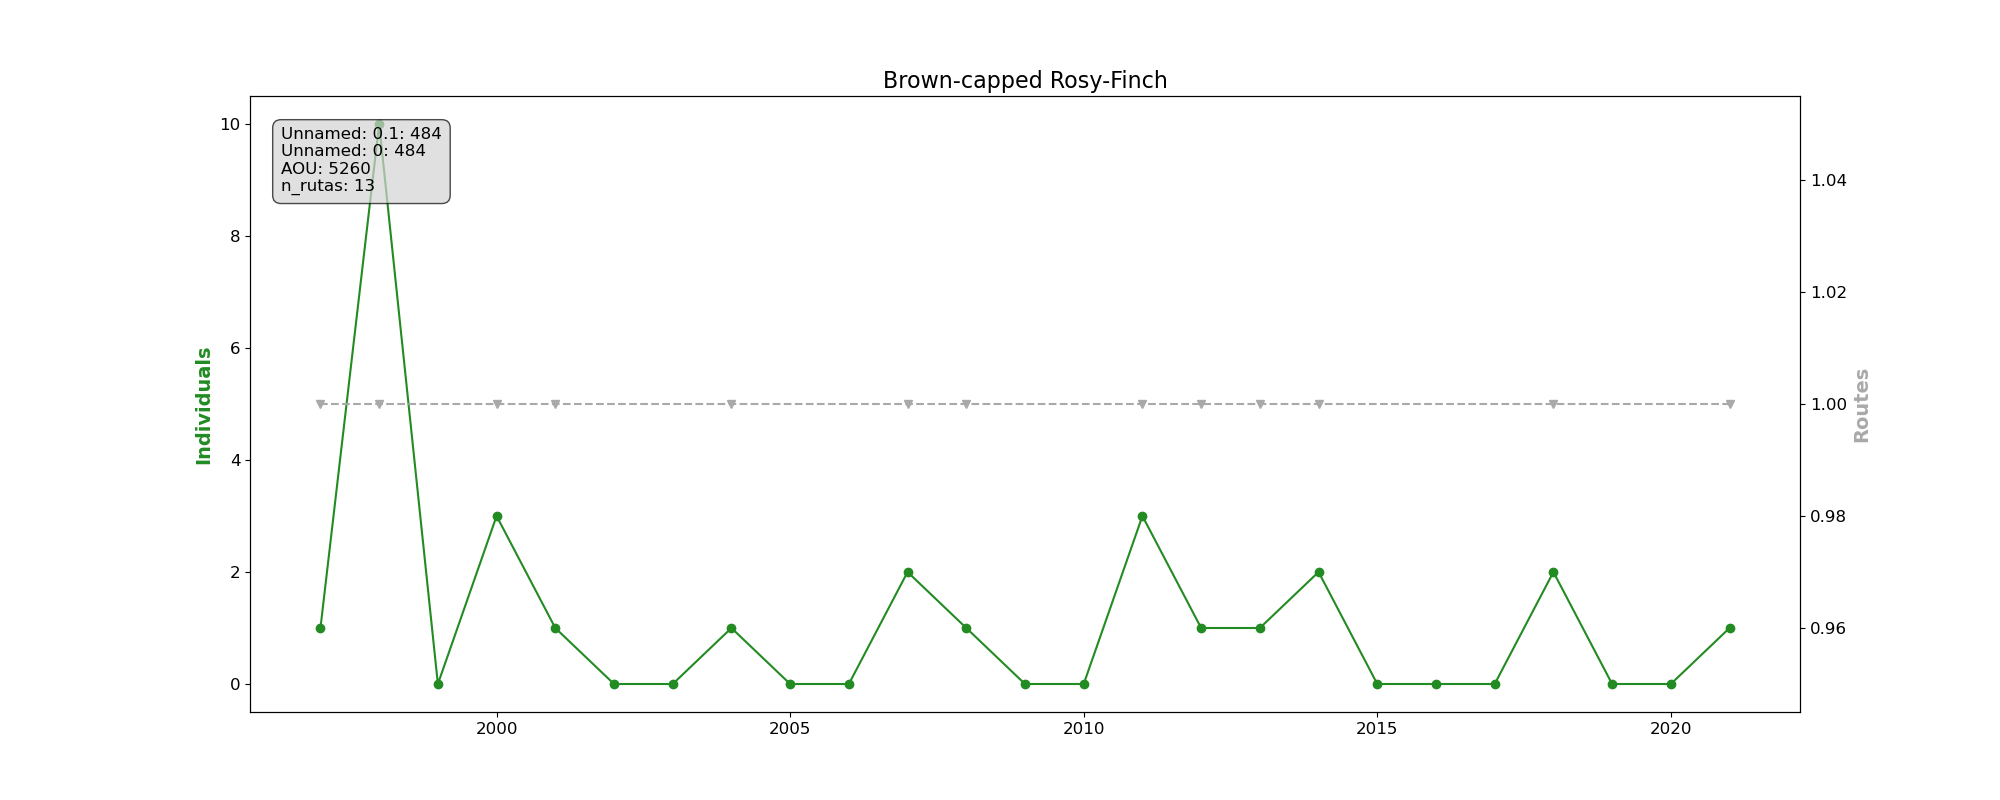 Brown-capped Rosy-Finch
Unnamed: 0.1: 484
Unnamed: 0: 484
AOU: 5260
n_rutas: 13
10
8
6
4
2
0
Individuals
1.04
1.02
1.00
0.98
0.96
Routes
2000 2005 2010 2015 2020